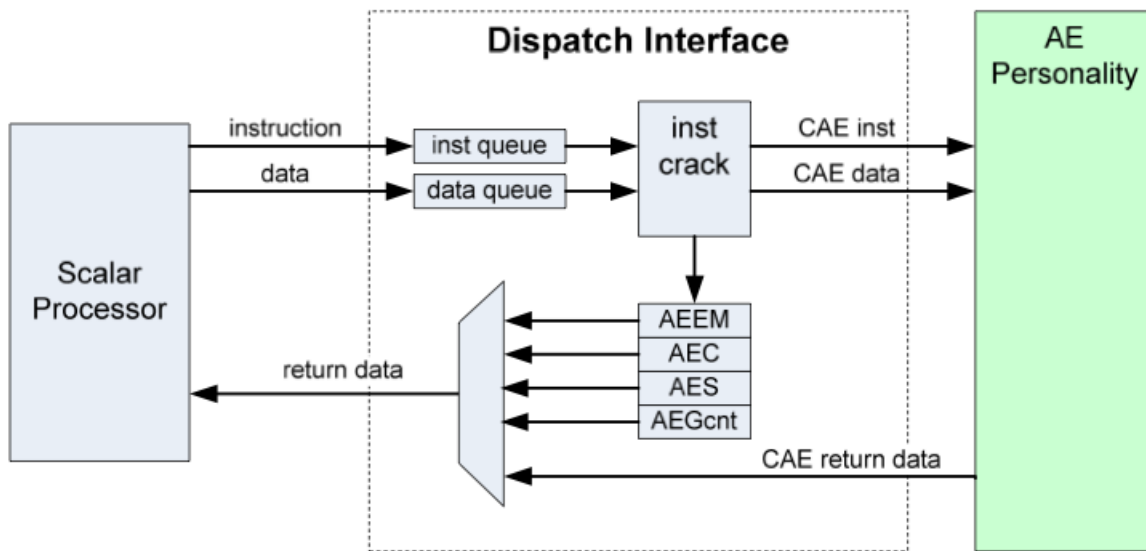 Dispatch Interface
AE
Personality
instruction
inst queue
inst
crack
CAE inst
data
data queue
CAE data
Scalar
Processor
AEEM
AEC
return data
AES
AEGcnt
CAE return data